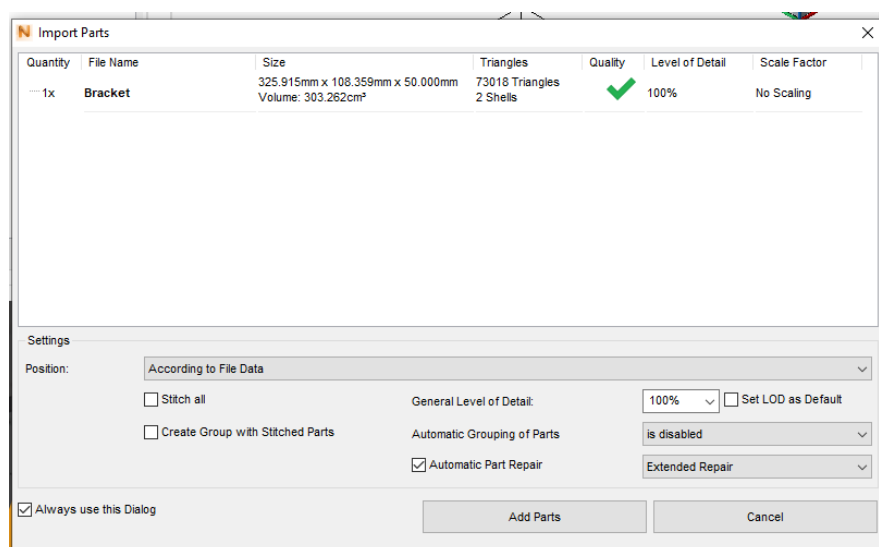 Import Parts
Quantity File Name Size Triangles Quality Level of Detail Scale Factor
1x Bracket 325.915mm x 108.359mm x 50.000mm 73018 Triangles 100% No Scaling
Volume: 303.262cm³ 2 Shells
Settings
Position: According to File Data
Stitch all General Level of Detail: 100% Set LOD as Default
Create Group with Stitched Parts Automatic Grouping of Parts is disabled
Automatic Part Repair Extended Repair
Always use this Dialog Add Parts Cancel